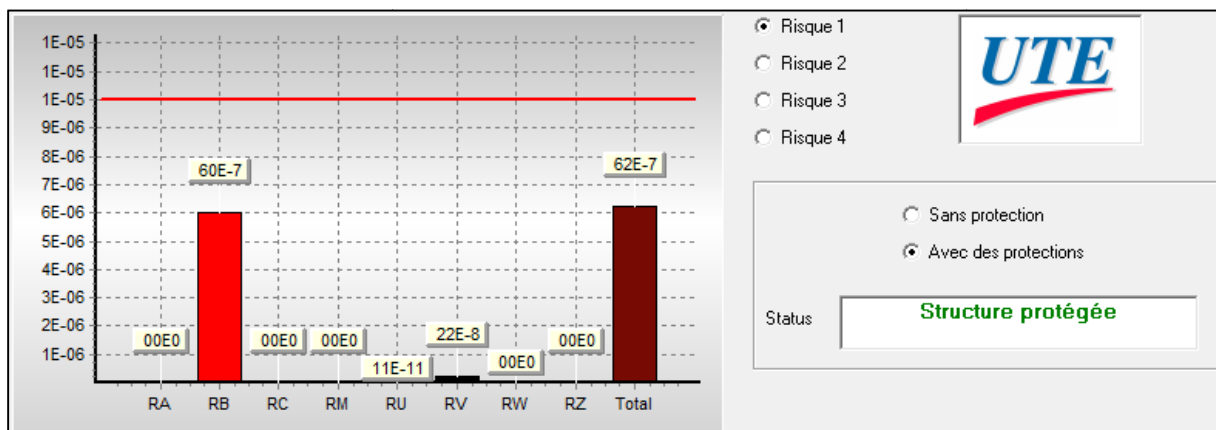 1E-05
1E-05
1E-05
9E-06
8E-06
7E-06
6E-06
5E-06
4E-06
3E-06
2E-06
1E-06
00E0
60E-7
00E0
00E0
11E-11
22E-8
00E0
00E0
62E-7
RA RB RC RM RU RV RW RZ Total
Risque 1
Risque 2
Risque 3
Risque 4
UTE
Sans protection
Avec des protections
Status
Structure protégée